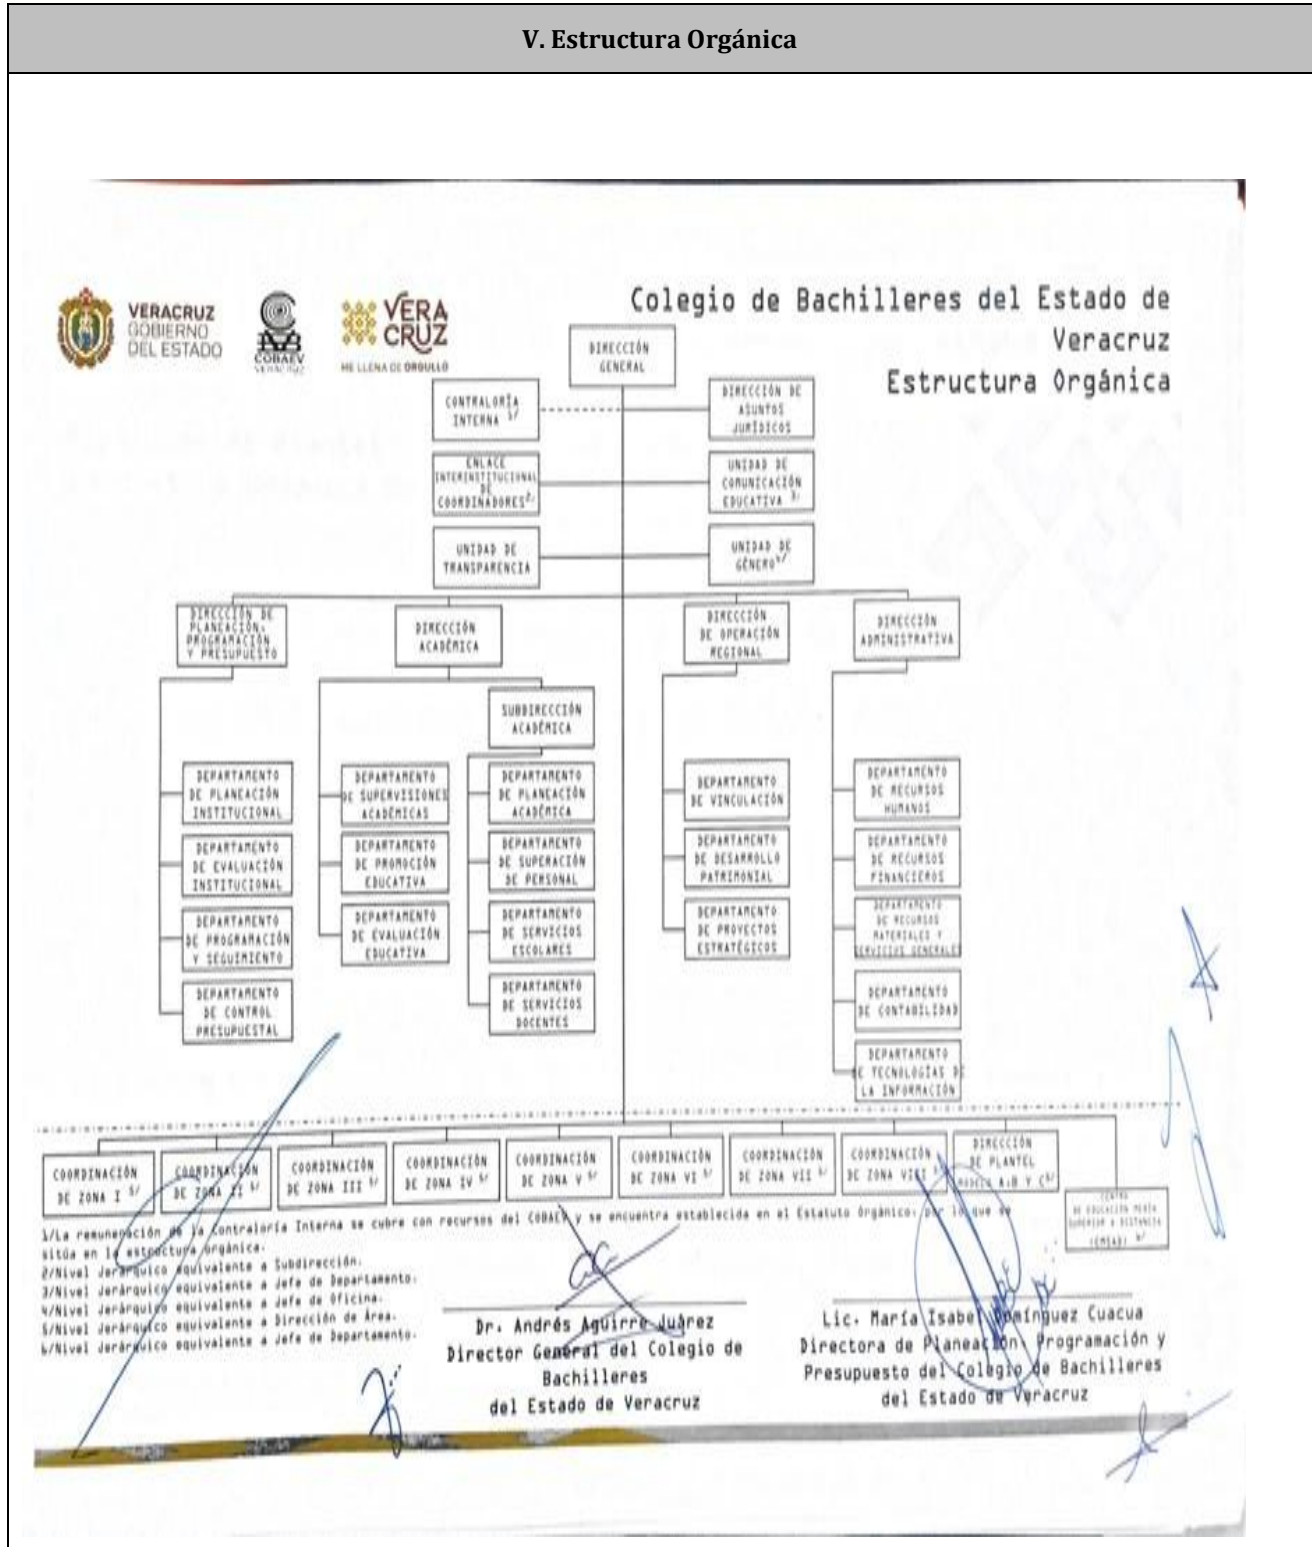 V. Estructura Orgánica
VERACRUZ
GOBIERNO
DEL ESTADO
COBAEV
VERACRUZ
VERA
CRUZ
ME LLENA DE ORGULLO
Colegio de Bachilleres del Estado de
Veracruz
Estructura Orgánica
DIRECCIÓN
GENERAL
CONTRALORÍA
INTERNA 1/
DIRECCIÓN DE
ASUNTOS
JURÍDICOS
ENLACE
INTERINSTITUCIONAL
DE
COORDINADORES 2/
UNIDAD DE
COMUNICACIÓN
EDUCATIVA 3/
UNIDAD DE
TRANSPARENCIA
UNIDAD DE
GÉNERO 4/
DIRECCIÓN DE
PLANEACIÓN,
PROGRAMACIÓN
Y PRESUPUESTO
DIRECCIÓN
ACADÉMICA
DIRECCIÓN
DE OPERACIÓN
REGIONAL
DIRECCIÓN
ADMINISTRATIVA
SUBDIRECCIÓN
ACADÉMICA
DEPARTAMENTO
DE PLANEACIÓN
INSTITUCIONAL
DEPARTAMENTO
DE SUPERVISIONES
ACADÉMICAS
DEPARTAMENTO
DE PLANEACIÓN
ACADÉMICA
DEPARTAMENTO
DE VINCULACIÓN
DEPARTAMENTO
DE RECURSOS
HUMANOS
DEPARTAMENTO
DE EVALUACIÓN
INSTITUCIONAL
DEPARTAMENTO
DE PROMOCIÓN
EDUCATIVA
DEPARTAMENTO
DE SUPERACIÓN
DE PERSONAL
DEPARTAMENTO
DE DESARROLLO
PATRIMONIAL
DEPARTAMENTO
DE RECURSOS
FINANCIEROS
DEPARTAMENTO
DE PROGRAMACIÓN
Y SEGUIMIENTO
DEPARTAMENTO
DE EVALUACIÓN
EDUCATIVA
DEPARTAMENTO
DE SERVICIOS
ESCOLARES
DEPARTAMENTO
DE PROYECTOS
ESTRATÉGICOS
DEPARTAMENTO
DE RECURSOS
MATERIALES Y
SERVICIOS GENERALES
DEPARTAMENTO
DE CONTROL
PRESUPUESTAL
DEPARTAMENTO
DE SERVICIOS
DOCENTES
DEPARTAMENTO
DE CONTABILIDAD
DEPARTAMENTO
DE TECNOLOGÍAS DE
LA INFORMACIÓN
COORDINACIÓN
DE ZONA I 5/
COORDINACIÓN
DE ZONA II 5/
COORDINACIÓN
DE ZONA III 5/
COORDINACIÓN
DE ZONA IV 5/
COORDINACIÓN
DE ZONA V 5/
COORDINACIÓN
DE ZONA VI 5/
COORDINACIÓN
DE ZONA VII 5/
COORDINACIÓN
DE ZONA VIII 5/
DIRECCIÓN
DE PLANTEL
MODELO A,B Y C 5/
CENTRO
DE EDUCACIÓN MEDIA
SUPERIOR A DISTANCIA
(EMSAD) 6/
1/La remuneración de la Contraloría Interna se cubre con recursos del COBAEV y se encuentra establecida en el Estatuto Orgánico, por lo que se
sitúa en la estructura orgánica.
2/Nivel Jerárquico equivalente a Subdirección.
3/Nivel Jerárquico equivalente a Jefe de Departamento.
4/Nivel Jerárquico equivalente a Jefe de Oficina.
5/Nivel Jerárquico equivalente a Dirección de Área.
6/Nivel Jerárquico equivalente a Jefe de Departamento.
Dr. Andrés Aguirre Juárez
Director General del Colegio de
Bachilleres
del Estado de Veracruz
Lic. María Isabel Domínguez Cuacua
Directora de Planeación, Programación y
Presupuesto del Colegio de Bachilleres
del Estado de Veracruz